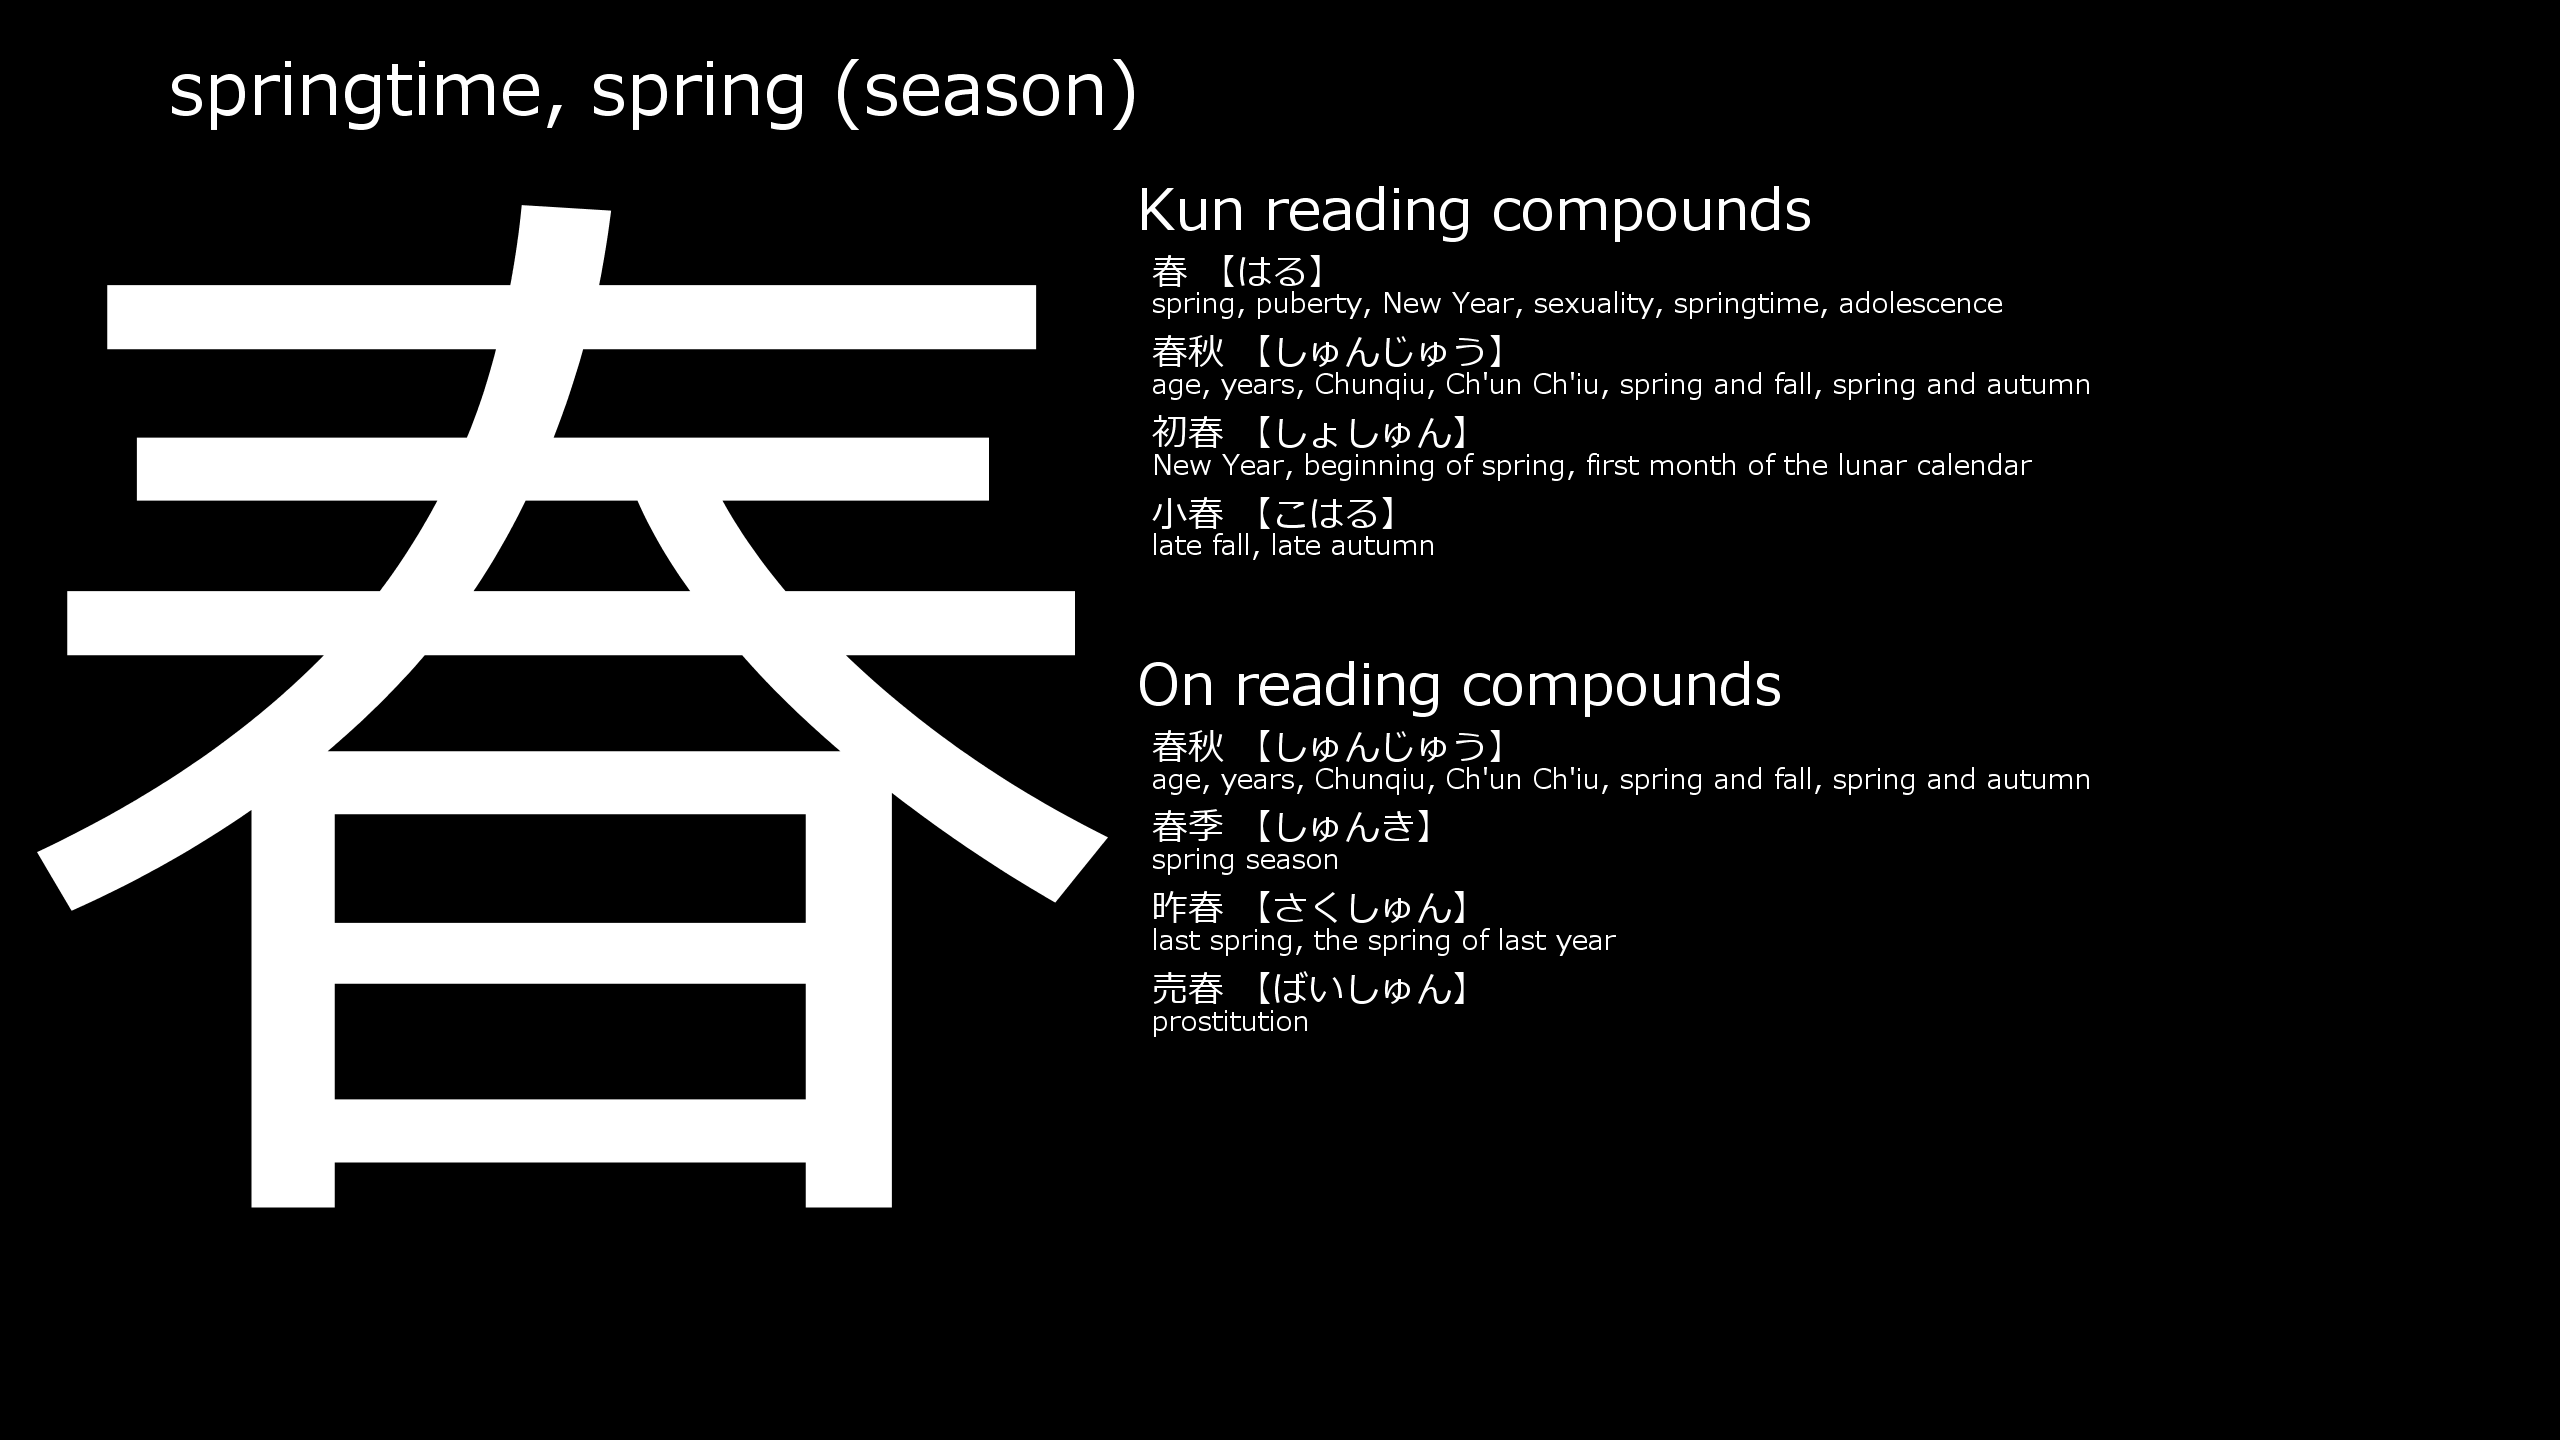 springtime, spring (season)
春
Kun reading compounds
春 【はる】
spring, puberty, New Year, sexuality, springtime, adolescence
春秋 【しゅんじゅう】
age, years, Chunqiu, Ch'un Ch'iu, spring and fall, spring and autumn
初春 【しょしゅん】
New Year, beginning of spring, first month of the lunar calendar
小春 【こはる】
late fall, late autumn
On reading compounds
春秋 【しゅんじゅう】
age, years, Chunqiu, Ch'un Ch'iu, spring and fall, spring and autumn
春季 【しゅんき】
spring season
昨春 【さくしゅん】
last spring, the spring of last year
売春 【ばいしゅん】
prostitution